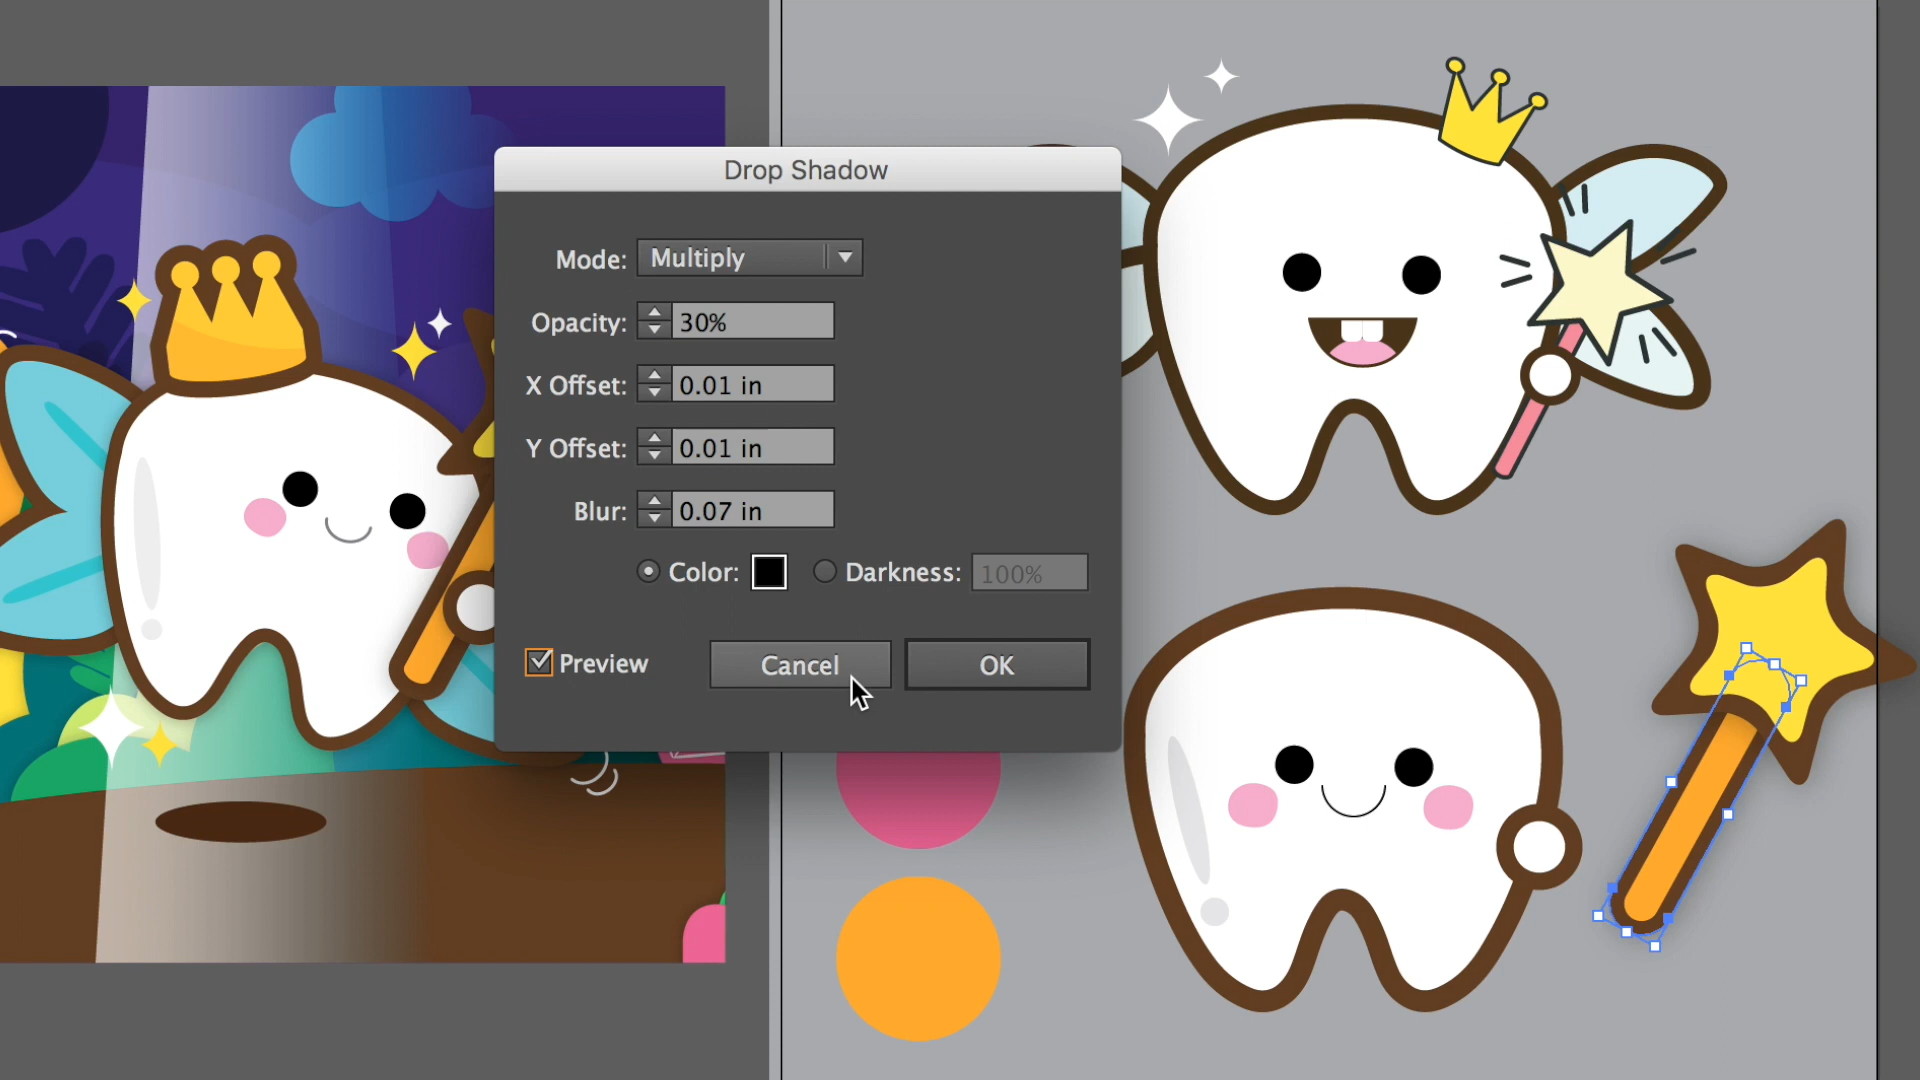 Drop Shadow
Mode: Multiply
Opacity: 30%
X Offset: 0.01 in
Y Offset: 0.01 in
Blur: 0.07 in
Color: Darkness: 100%
Preview Cancel OK